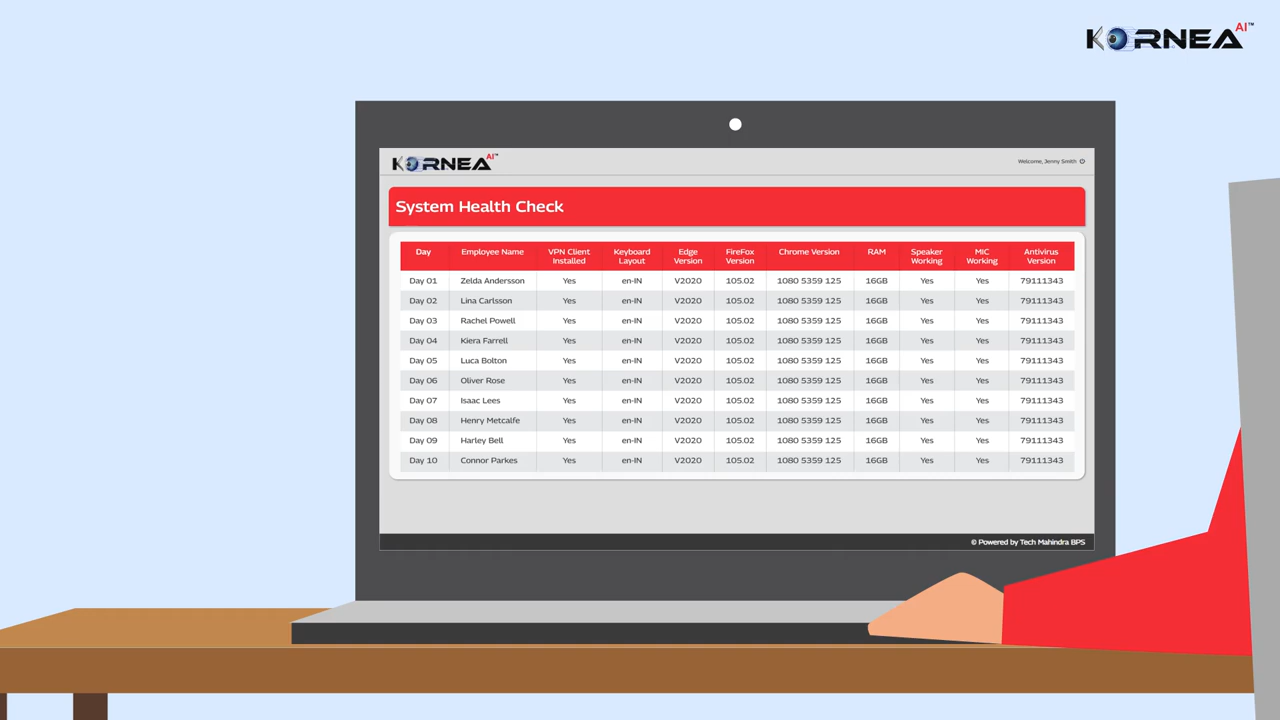 KORNEA AI™
KORNEA AI™
Welcome, Jenny Smith
System Health Check
Day Employee Name VPN Client Installed Keyboard Layout Edge Version FireFox Version Chrome Version RAM Speaker Working MIC Working Antivirus Version
Day 01 Zelda Andersson Yes en-IN V2020 105.02 1080 5359 125 16GB Yes Yes 79111343
Day 02 Lina Carlsson Yes en-IN V2020 105.02 1080 5359 125 16GB Yes Yes 79111343
Day 03 Rachel Powell Yes en-IN V2020 105.02 1080 5359 125 16GB Yes Yes 79111343
Day 04 Kiera Farrell Yes en-IN V2020 105.02 1080 5359 125 16GB Yes Yes 79111343
Day 05 Luca Bolton Yes en-IN V2020 105.02 1080 5359 125 16GB Yes Yes 79111343
Day 06 Oliver Rose Yes en-IN V2020 105.02 1080 5359 125 16GB Yes Yes 79111343
Day 07 Isaac Lees Yes en-IN V2020 105.02 1080 5359 125 16GB Yes Yes 79111343
Day 08 Henry Metcalfe Yes en-IN V2020 105.02 1080 5359 125 16GB Yes Yes 79111343
Day 09 Harley Bell Yes en-IN V2020 105.02 1080 5359 125 16GB Yes Yes 79111343
Day 10 Connor Parkes Yes en-IN V2020 105.02 1080 5359 125 16GB Yes Yes 79111343
© Powered by Tech Mahindra BPS